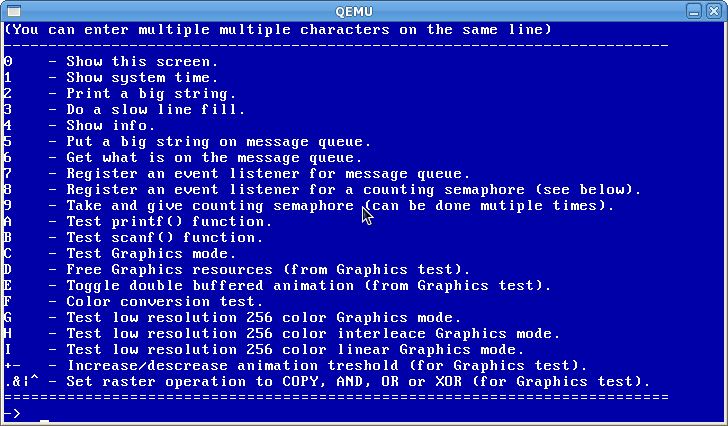 QEMU
(You can enter multiple multiple characters on the same line)
-------------------------------------------------------------------------
0    - Show this screen.
1    - Show system time.
2    - Print a big string.
3    - Do a slow line fill.
4    - Show info.
5    - Put a big string on message queue.
6    - Get what is on the message queue.
7    - Register an event listener for message queue.
8    - Register an event listener for a counting semaphore (see below).
9    - Take and give counting semaphore (can be done mutiple times).
A    - Test printf() function.
B    - Test scanf() function.
C    - Test Graphics mode.
D    - Free Graphics resources (from Graphics test).
E    - Toggle double buffered animation (from Graphics test).
F    - Color conversion test.
G    - Test low resolution 256 color Graphics mode.
H    - Test low resolution 256 color interleace Graphics mode.
I    - Test low resolution 256 color linear Graphics mode.
+-   - Increase/descrease animation treshold (for Graphics test).
.&|^ - Set raster operation to COPY, AND, OR or XOR (for Graphics test).
=========================================================================
-> _